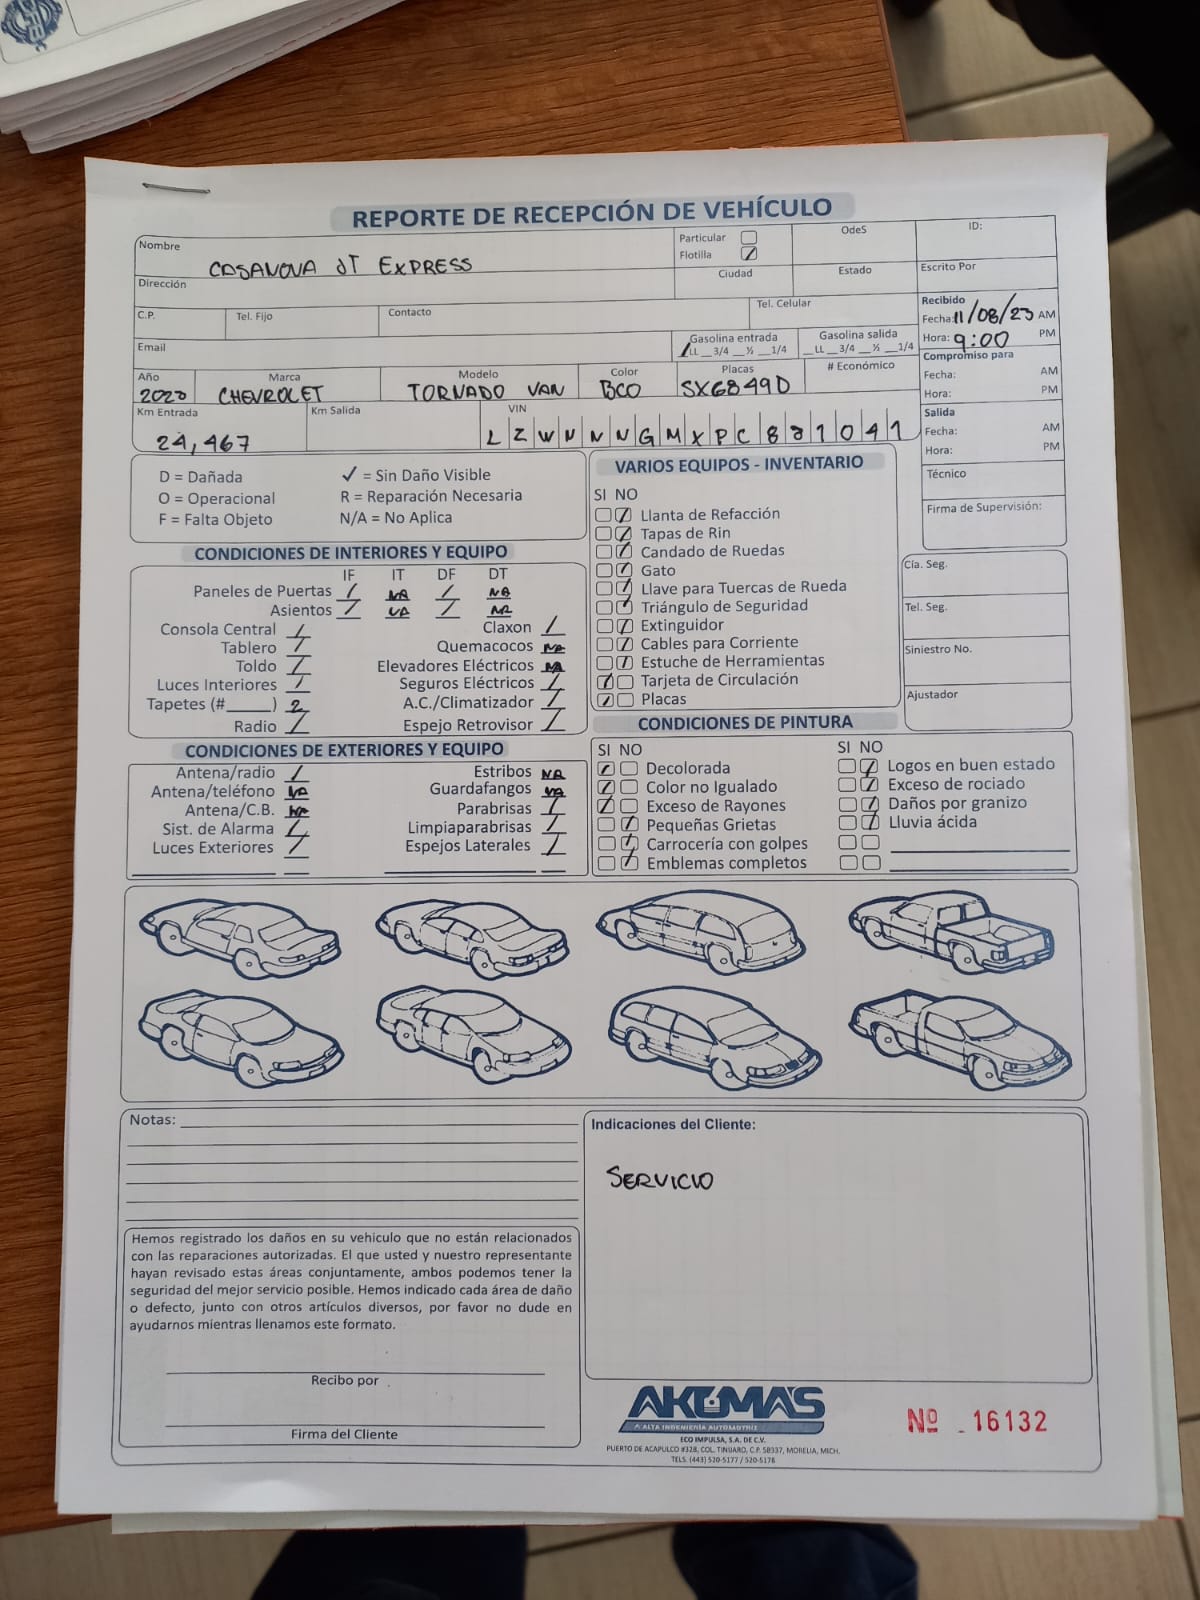 REPORTE DE RECEPCIÓN DE VEHÍCULO
Nombre
CASANOVA JT EXPRESS
Particular
Flotilla
OdeS
ID:
Dirección
Ciudad
Estado
Escrito Por
C.P.
Tel. Fijo
Contacto
Tel. Celular
Recibido
Fecha: 11/08/23 AM
Hora: 9:00 PM
Email
Gasolina entrada
LL __3/4 __½ __1/4
Gasolina salida
__LL __3/4 __½ __1/4
Compromiso para
Fecha: AM
Hora: PM
Año
2023
Marca
CHEVROLET
Modelo
TORNADO VAN
Color
BCO
Placas
SX6849D
# Económico
Km Entrada
24,467
Km Salida
VIN
LZWNNNGMXPC881041
Salida
Fecha: AM
Hora: PM
Técnico
Firma de Supervisión:
D = Dañada
✓ = Sin Daño Visible
O = Operacional
R = Reparación Necesaria
F = Falta Objeto
N/A = No Aplica
CONDICIONES DE INTERIORES Y EQUIPO
IF IT DF DT
Paneles de Puertas / NA / NA
Asientos / NA / NA
Consola Central /
Claxon /
Tablero /
Quemacocos NA
Toldo /
Elevadores Eléctricos NA
Luces Interiores /
Seguros Eléctricos /
Tapetes (#_____) 2
A.C./Climatizador /
Radio /
Espejo Retrovisor /
VARIOS EQUIPOS - INVENTARIO
SI NO
Llanta de Refacción
Tapas de Rin
Candado de Ruedas
Gato
Llave para Tuercas de Rueda
Triángulo de Seguridad
Extinguidor
Cables para Corriente
Estuche de Herramientas
Tarjeta de Circulación
Placas
Cía. Seg.
Tel. Seg.
Siniestro No.
Ajustador
CONDICIONES DE EXTERIORES Y EQUIPO
Antena/radio /
Estribos NA
Antena/teléfono NA
Guardafangos NA
Antena/C.B. NA
Parabrisas /
Sist. de Alarma /
Limpiaparabrisas /
Luces Exteriores /
Espejos Laterales /
CONDICIONES DE PINTURA
SI NO
Decolorada
Color no Igualado
Exceso de Rayones
Pequeñas Grietas
Carrocería con golpes
Emblemas completos
SI NO
Logos en buen estado
Exceso de rociado
Daños por granizo
Lluvia ácida
Notas:
Indicaciones del Cliente:
SERVICIO
Hemos registrado los daños en su vehiculo que no están relacionados
con las reparaciones autorizadas. El que usted y nuestro representante
hayan revisado estas áreas conjuntamente, ambos podemos tener la
seguridad del mejor servicio posible. Hemos indicado cada área de daño
o defecto, junto con otros artículos diversos, por favor no dude en
ayudarnos mientras llenamos este formato.
Recibo por
Firma del Cliente
AKUMAS
ALTA INGENIERÍA AUTOMOTRIZ
ECO IMPULSA, S.A. DE C.V.
PUERTO DE ACAPULCO #328, COL. TINIJARO, C.P. 58337, MORELIA, MICH.
TELS. (443) 520-5177 / 520-5178
Nº 16132